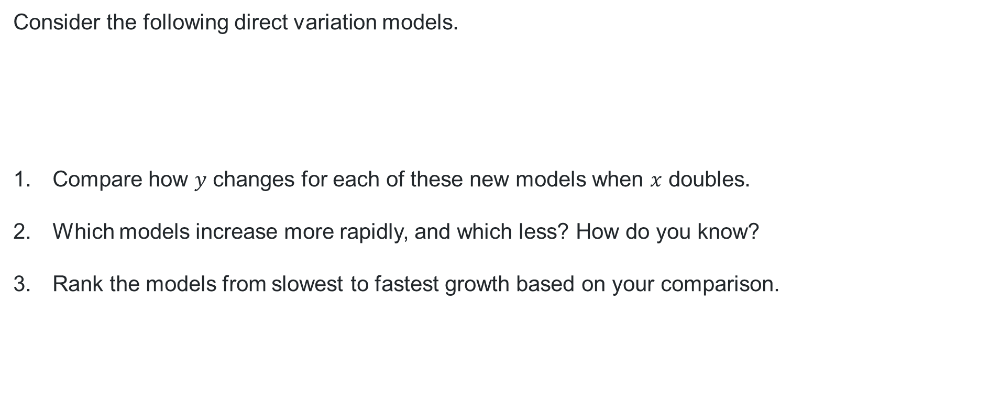 Consider the following direct variation models.
1. Compare how y changes for each of these new models when x doubles.
2. Which models increase more rapidly, and which less? How do you know?
3. Rank the models from slowest to fastest growth based on your comparison.